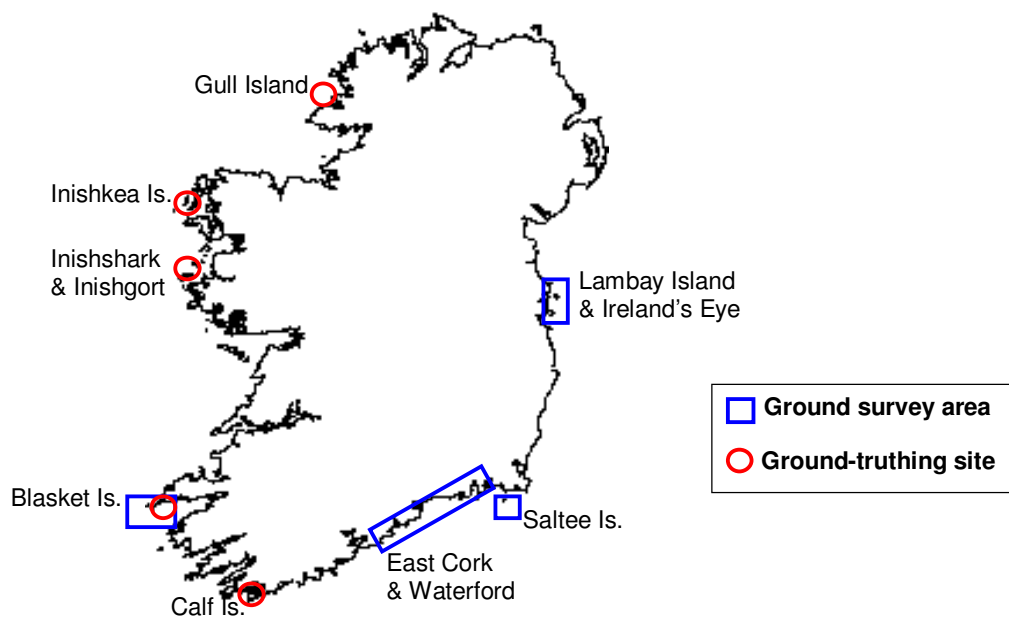 Gull Island
Inishkea Is.
Inishshark
& Inishgort
Lambay Island
& Ireland's Eye
Ground survey area
Ground-truthing site
Blasket Is.
Saltee Is.
East Cork
& Waterford
Calf Is.